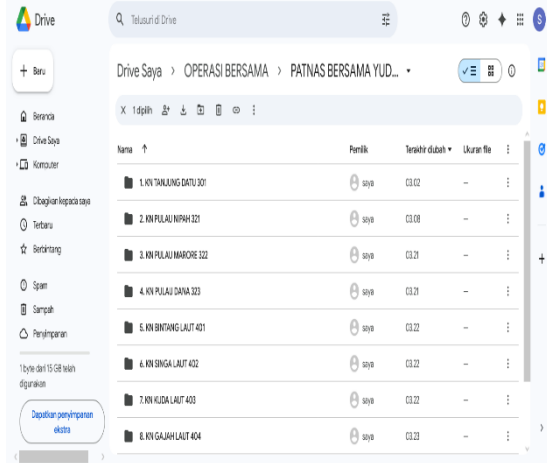 Drive
Telusuri di Drive
S
+ Baru
Drive Saya > OPERASI BERSAMA > PATNAS BERSAMA YUD...
X 1 dipilih
Beranda
Drive Saya
Komputer
Dibagikan kepada saya
Terbaru
Berbintang
Spam
Sampah
Penyimpanan
1 byte dari 15 GB telah
digunakan
Dapatkan penyimpanan
ekstra
Nama ↑ Pemilik Terakhir diubah Ukuran file
1. KN TANJUNG DATU 301 saya 03.02 —
2. KN PULAU NIPAH 321 saya 03.08 —
3. KN PULAU MARORE 322 saya 03.21 —
4. KN PULAU DANA 323 saya 03.21 —
5. KN BINTANG LAUT 401 saya 03.22 —
6. KN SINGA LAUT 402 saya 03.22 —
7. KN KUDA LAUT 403 saya 03.22 —
8. KN GAJAH LAUT 404 saya 03.23 —